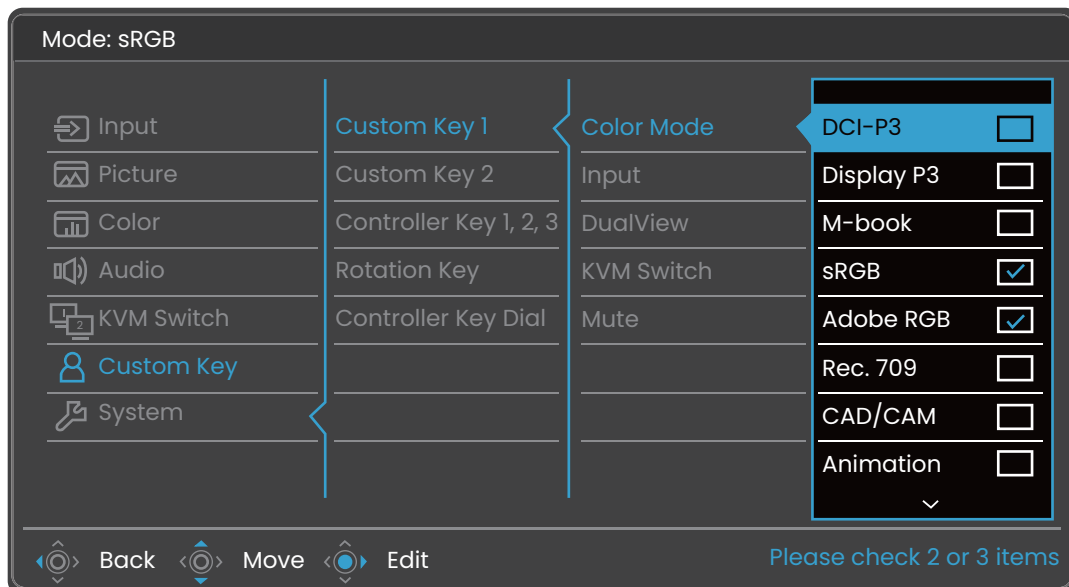 Mode: sRGB
Input
Picture
Color
Audio
KVM Switch
1
2
Custom Key
System
Custom Key 1
Custom Key 2
Controller Key 1, 2, 3
Rotation Key
Controller Key Dial
Color Mode
Input
DualView
KVM Switch
Mute
DCI-P3
Display P3
M-book
sRGB
Adobe RGB
Rec. 709
CAD/CAM
Animation
Back
Move
Edit
Please check 2 or 3 items